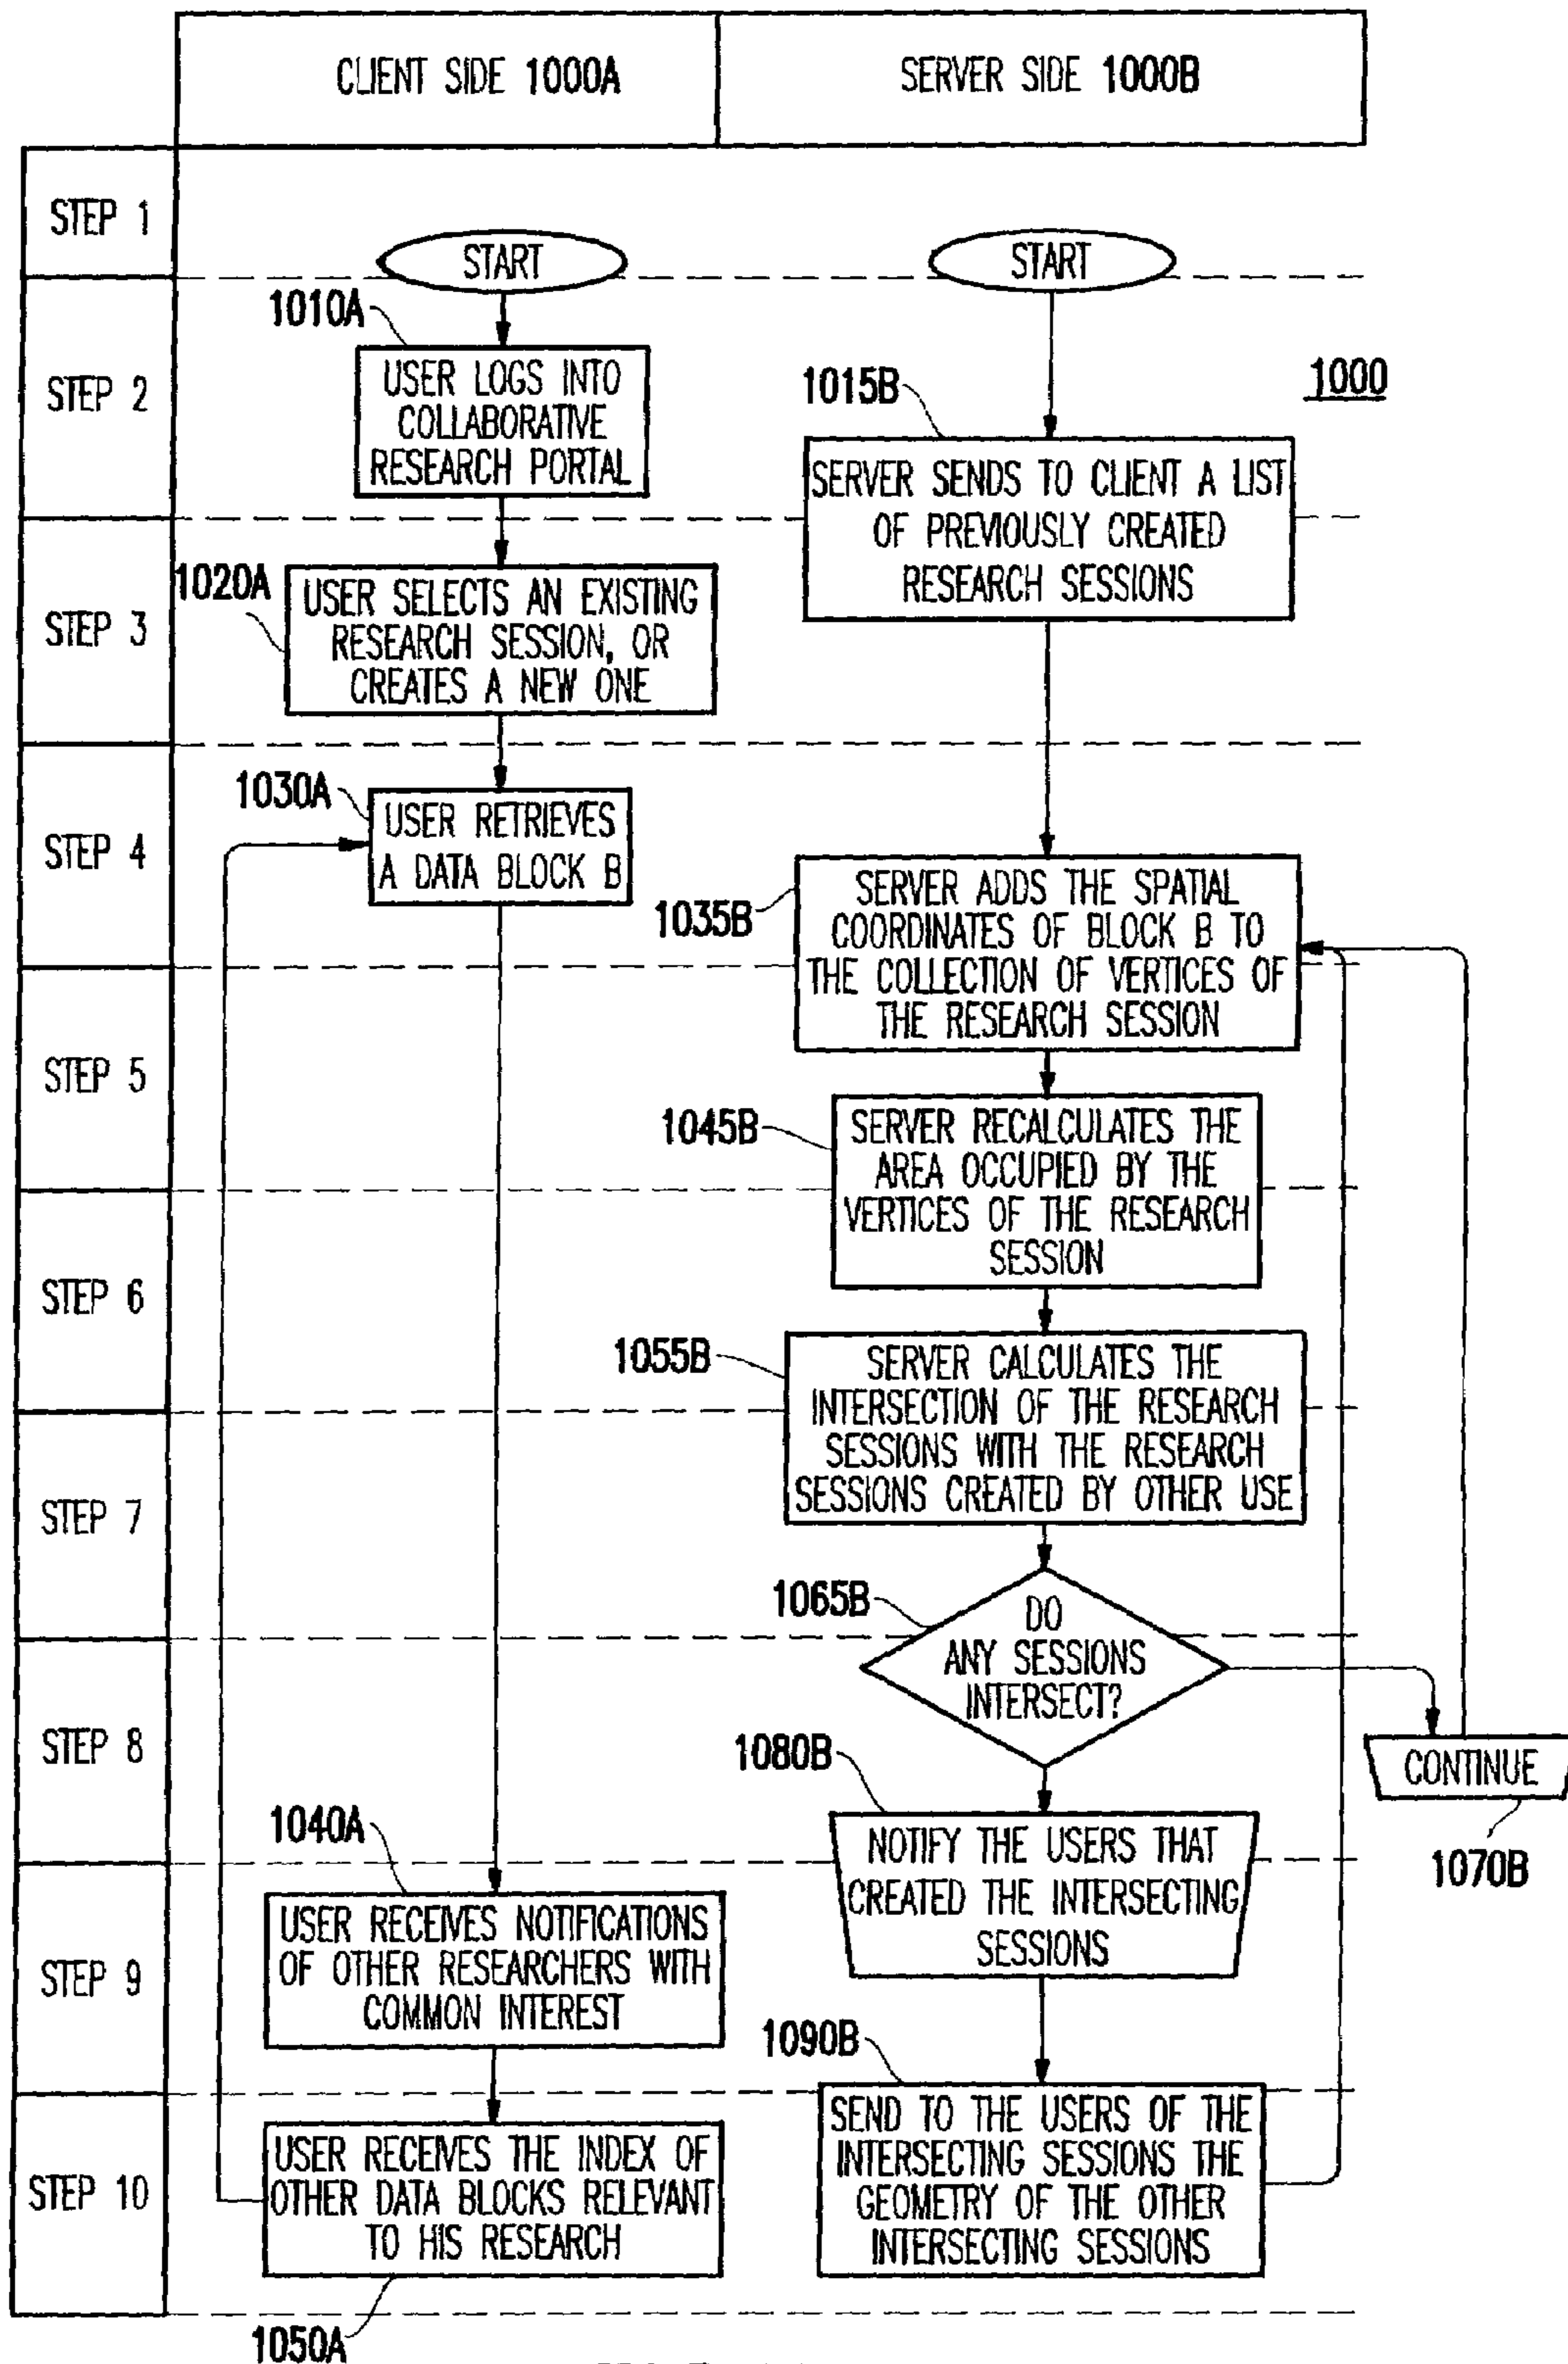 CLIENT SIDE 1000A
SERVER SIDE 1000B
STEP 1
START
START
STEP 2
1010A
USER LOGS INTO
COLLABORATIVE
RESEARCH PORTAL
1015B
1000
SERVER SENDS TO CLIENT A LIST
OF PREVIOUSLY CREATED
RESEARCH SESSIONS
STEP 3
1020A
USER SELECTS AN EXISTING
RESEARCH SESSION, OR
CREATES A NEW ONE
STEP 4
1030A
USER RETRIEVES
A DATA BLOCK B
1035B
SERVER ADDS THE SPATIAL
COORDINATES OF BLOCK B TO
THE COLLECTION OF VERTICES OF
THE RESEARCH SESSION
STEP 5
1045B
SERVER RECALCULATES THE
AREA OCCUPIED BY THE
VERTICES OF THE RESEARCH
SESSION
STEP 6
1055B
SERVER CALCULATES THE
INTERSECTION OF THE RESEARCH
SESSIONS WITH THE RESEARCH
SESSIONS CREATED BY OTHER USE
STEP 7
1065B
DO
ANY SESSIONS
INTERSECT?
STEP 8
1080B
CONTINUE
1070B
NOTIFY THE USERS THAT
CREATED THE INTERSECTING
SESSIONS
1040A
USER RECEIVES NOTIFICATIONS
OF OTHER RESEARCHERS WITH
COMMON INTEREST
STEP 9
1090B
SEND TO THE USERS OF THE
INTERSECTING SESSIONS THE
GEOMETRY OF THE OTHER
INTERSECTING SESSIONS
STEP 10
USER RECEIVES THE INDEX OF
OTHER DATA BLOCKS RELEVANT
TO HIS RESEARCH
1050A